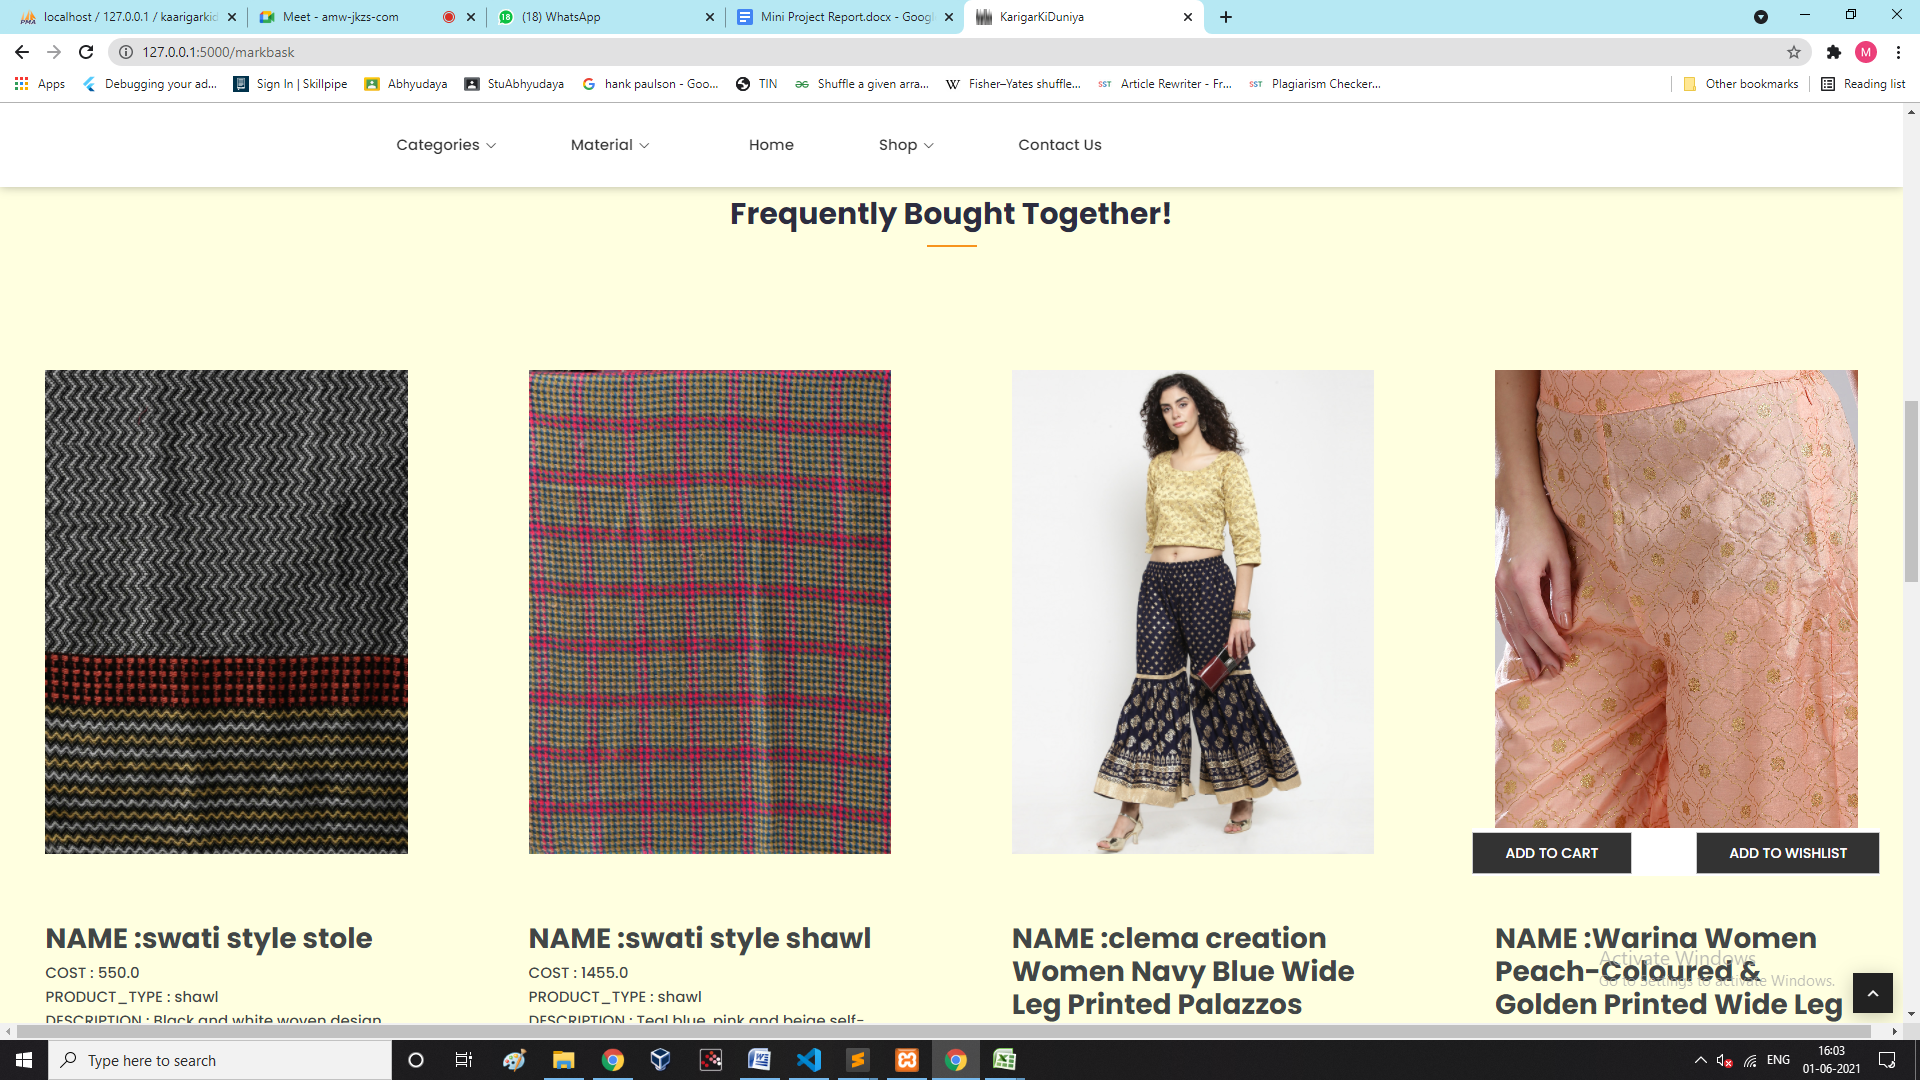 localhost / 127.0.0.1 / kaarigarkid
Meet - amw-jkzs-com
(18) WhatsApp
Mini Project Report.docx - Googl
KarigarKiDuniya
127.0.0.1:5000/markbask
M
Apps
Debugging your ad...
Sign In | Skillpipe
Abhyudaya
StuAbhyudaya
hank paulson - Goo...
TIN
Shuffle a given arra...
Fisher–Yates shuffle...
SST Article Rewriter - Fr...
SST Plagiarism Checker...
Other bookmarks
Reading list
Categories
Material
Home
Shop
Contact Us
Frequently Bought Together!
ADD TO CART
ADD TO WISHLIST
NAME :swati style stole
COST : 550.0
PRODUCT_TYPE : shawl
DESCRIPTION : Black and white woven design
NAME :swati style shawl
COST : 1455.0
PRODUCT_TYPE : shawl
DESCRIPTION : Teal blue, pink and beige self-
NAME :clema creation
Women Navy Blue Wide
Leg Printed Palazzos
NAME :Warina Women
Peach-Coloured &
Golden Printed Wide Leg
Activate Windows
Go to Settings to activate Windows.
Type here to search
ENG
16:03
01-06-2021